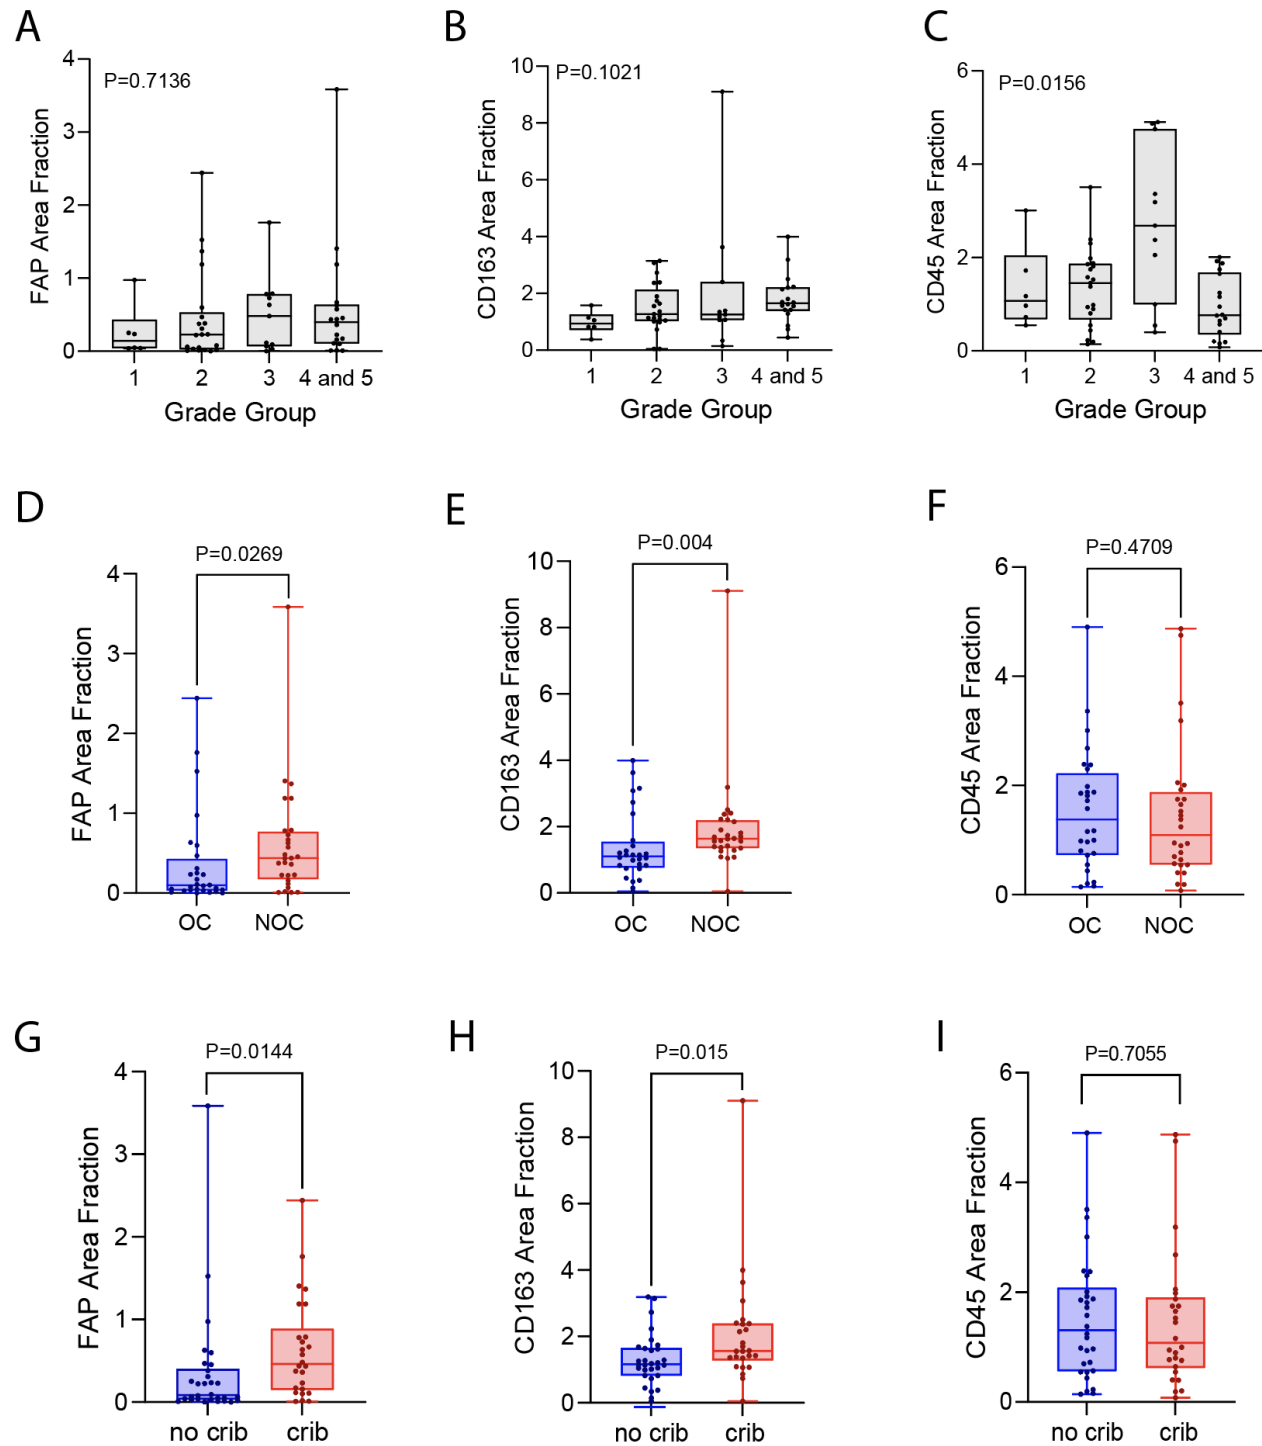 A
P=0.7136
FAP Area Fraction
4
3
2
1
0
1 2 3 4 and 5
Grade Group
B
P=0.1021
CD163 Area Fraction
10
8
6
4
2
0
1 2 3 4 and 5
Grade Group
C
P=0.0156
CD45 Area Fraction
6
4
2
0
1 2 3 4 and 5
Grade Group
D
P=0.0269
FAP Area Fraction
4
3
2
1
0
OC NOC
E
P=0.004
CD163 Area Fraction
10
8
6
4
2
0
OC NOC
F
P=0.4709
CD45 Area Fraction
6
4
2
0
OC NOC
G
P=0.0144
FAP Area Fraction
4
3
2
1
0
no crib crib
H
P=0.015
CD163 Area Fraction
10
8
6
4
2
0
no crib crib
I
P=0.7055
CD45 Area Fraction
6
4
2
0
no crib crib